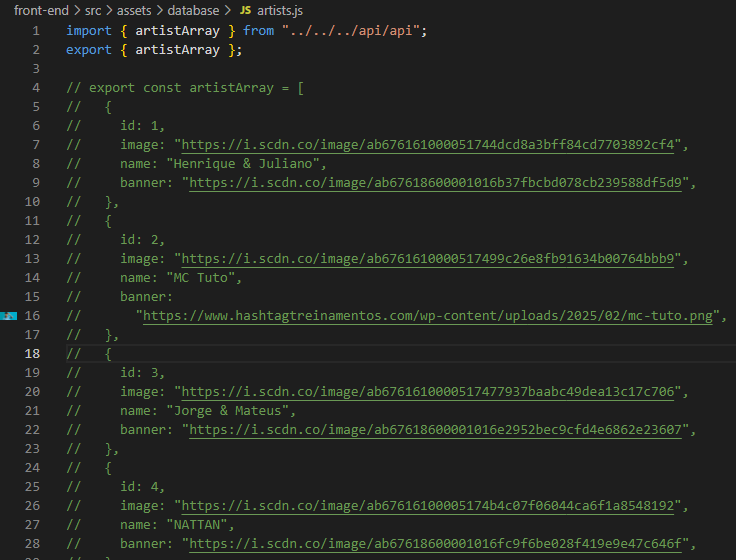 front-end > src > assets > database > JS artists.js
1 import { artistArray } from "../../../api/api";
2 export { artistArray };
3
4 // export const artistArray = [
5 //   {
6 //     id: 1,
7 //     image: "https://i.scdn.co/image/ab676161000051744dcd8a3bff84cd7703892cf4",
8 //     name: "Henrique & Juliano",
9 //     banner: "https://i.scdn.co/image/ab67618600001016b37fbcbd078cb239588df5d9",
10 //   },
11 //   {
12 //     id: 2,
13 //     image: "https://i.scdn.co/image/ab6761610000517499c26e8fb91634b00764bbb9",
14 //     name: "MC Tuto",
15 //     banner:
16 //       "https://www.hashtagtreinamentos.com/wp-content/uploads/2025/02/mc-tuto.png",
17 //   },
18 //   {
19 //     id: 3,
20 //     image: "https://i.scdn.co/image/ab67616100000517477937baabc49dea13c17c706",
21 //     name: "Jorge & Mateus",
22 //     banner: "https://i.scdn.co/image/ab67618600001016e2952bec9cfd4e6862e23607",
23 //   },
24 //   {
25 //     id: 4,
26 //     image: "https://i.scdn.co/image/ab67616100005174b4c07f06044ca6f1a8548192",
27 //     name: "NATTAN",
28 //     banner: "https://i.scdn.co/image/ab67618600001016fc9f6be028f419e9e47c646f",